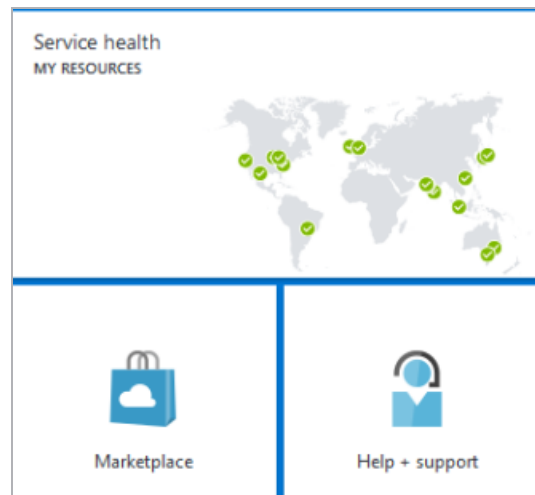 Service health
MY RESOURCES
Marketplace
Help + support